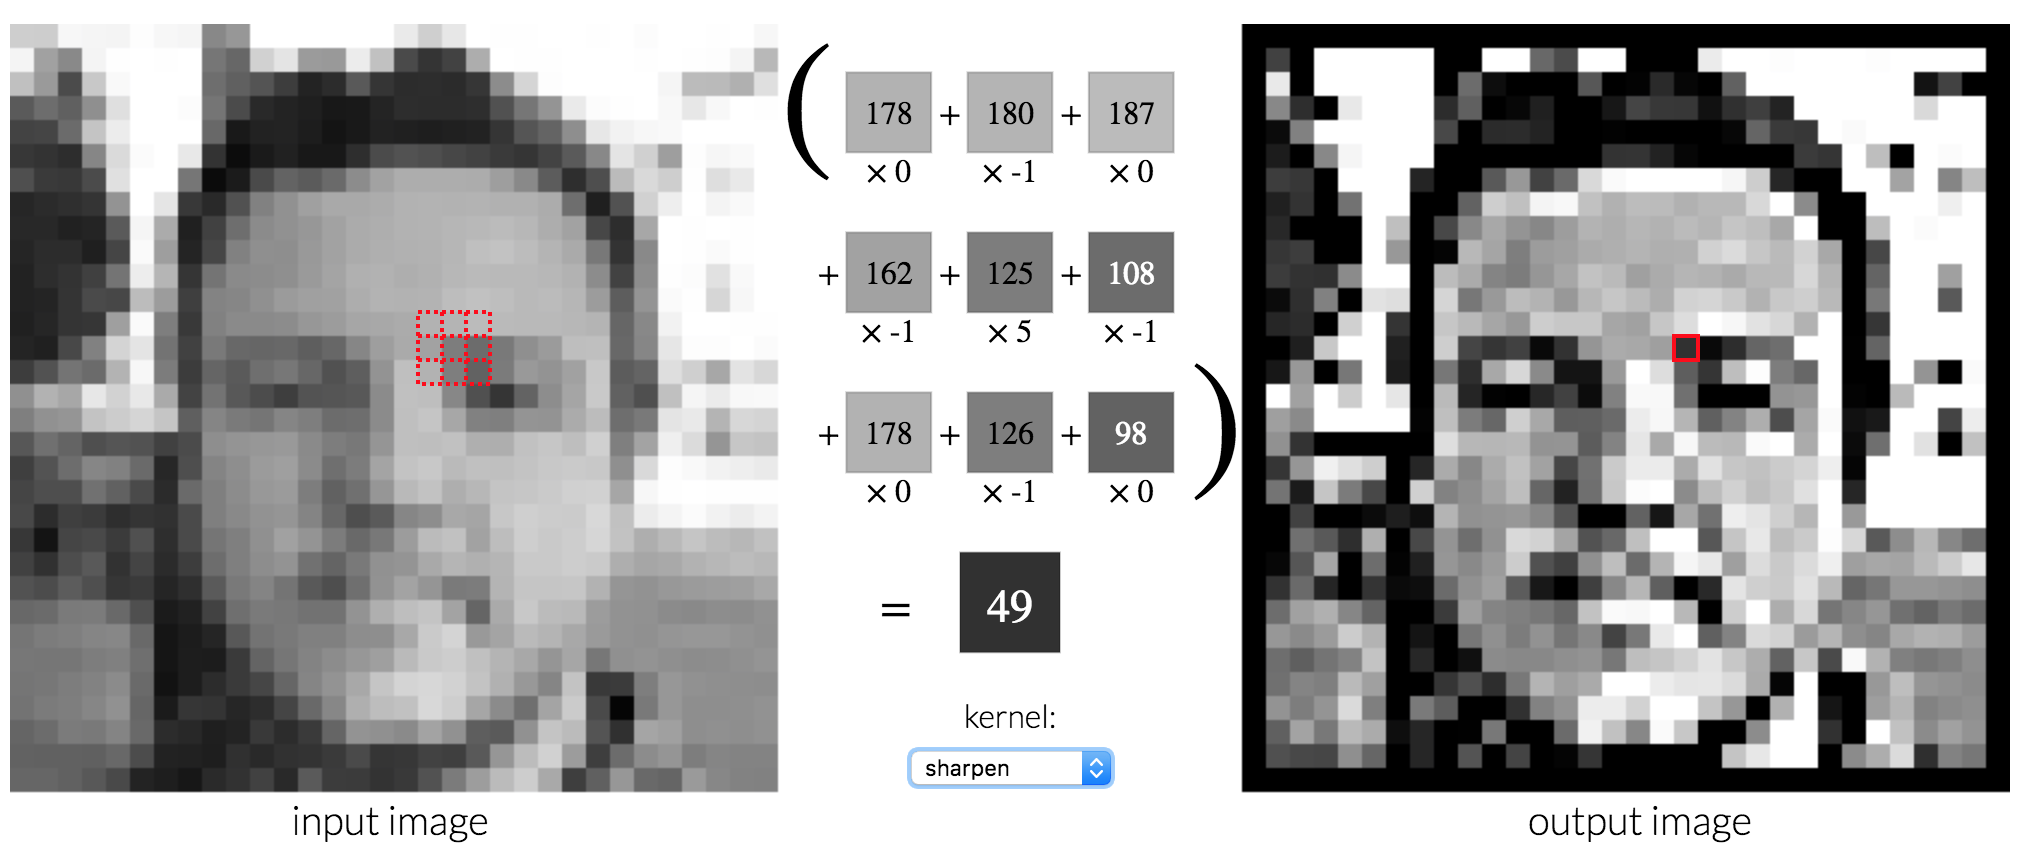 ( 178 + 180 + 187
× 0 × -1 × 0
+ 162 + 125 + 108
× -1 × 5 × -1
+ 178 + 126 + 98 )
× 0 × -1 × 0
= 49
kernel:
sharpen
input image
output image